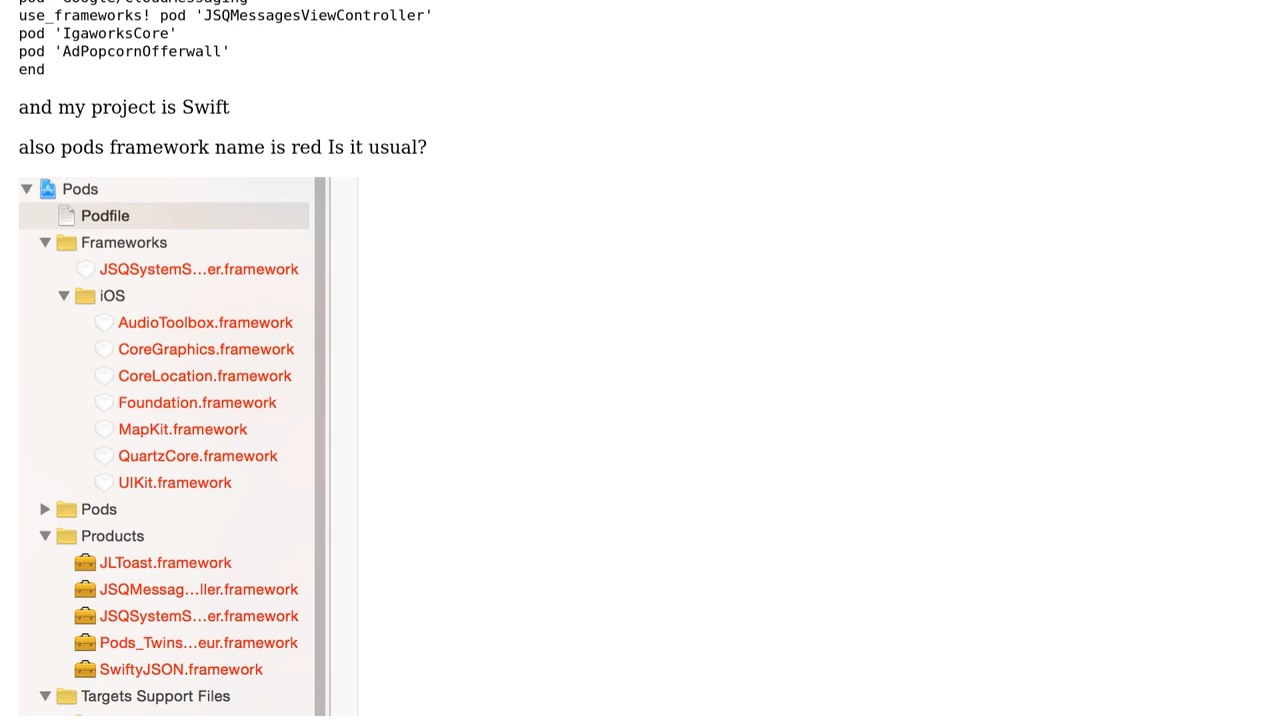 pod 'Google/CloudMessaging'
use_frameworks! pod 'JSQMessagesViewController'
pod 'IgaworksCore'
pod 'AdPopcornOfferwall'
end
and my project is Swift
also pods framework name is red Is it usual?
Pods
Podfile
Frameworks
JSQSystemS...er.framework
iOS
AudioToolbox.framework
CoreGraphics.framework
CoreLocation.framework
Foundation.framework
MapKit.framework
QuartzCore.framework
UIKit.framework
Pods
Products
JLToast.framework
JSQMessag...ller.framework
JSQSystemS...er.framework
Pods_Twins...eur.framework
SwiftyJSON.framework
Targets Support Files